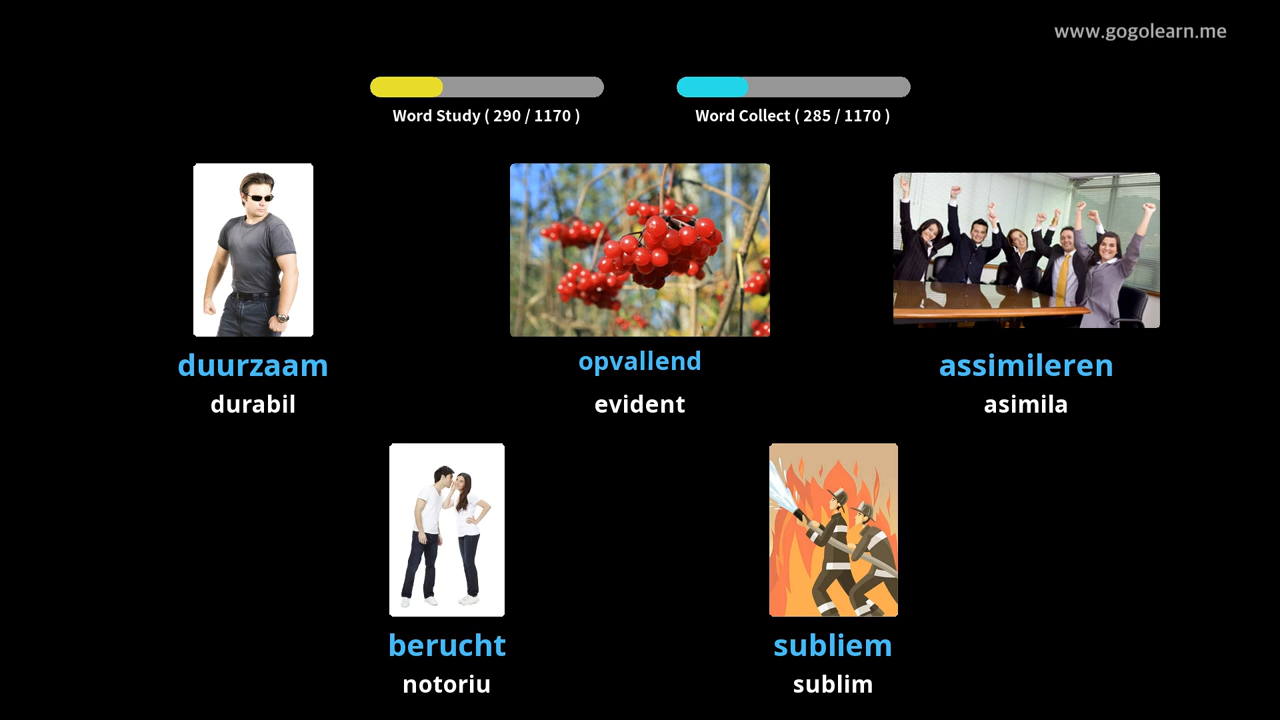 www.gogolearn.me
Word Study ( 290 / 1170 )
Word Collect ( 285 / 1170 )
duurzaam
durabil
opvallend
evident
assimileren
asimila
berucht
notoriu
subliem
sublim